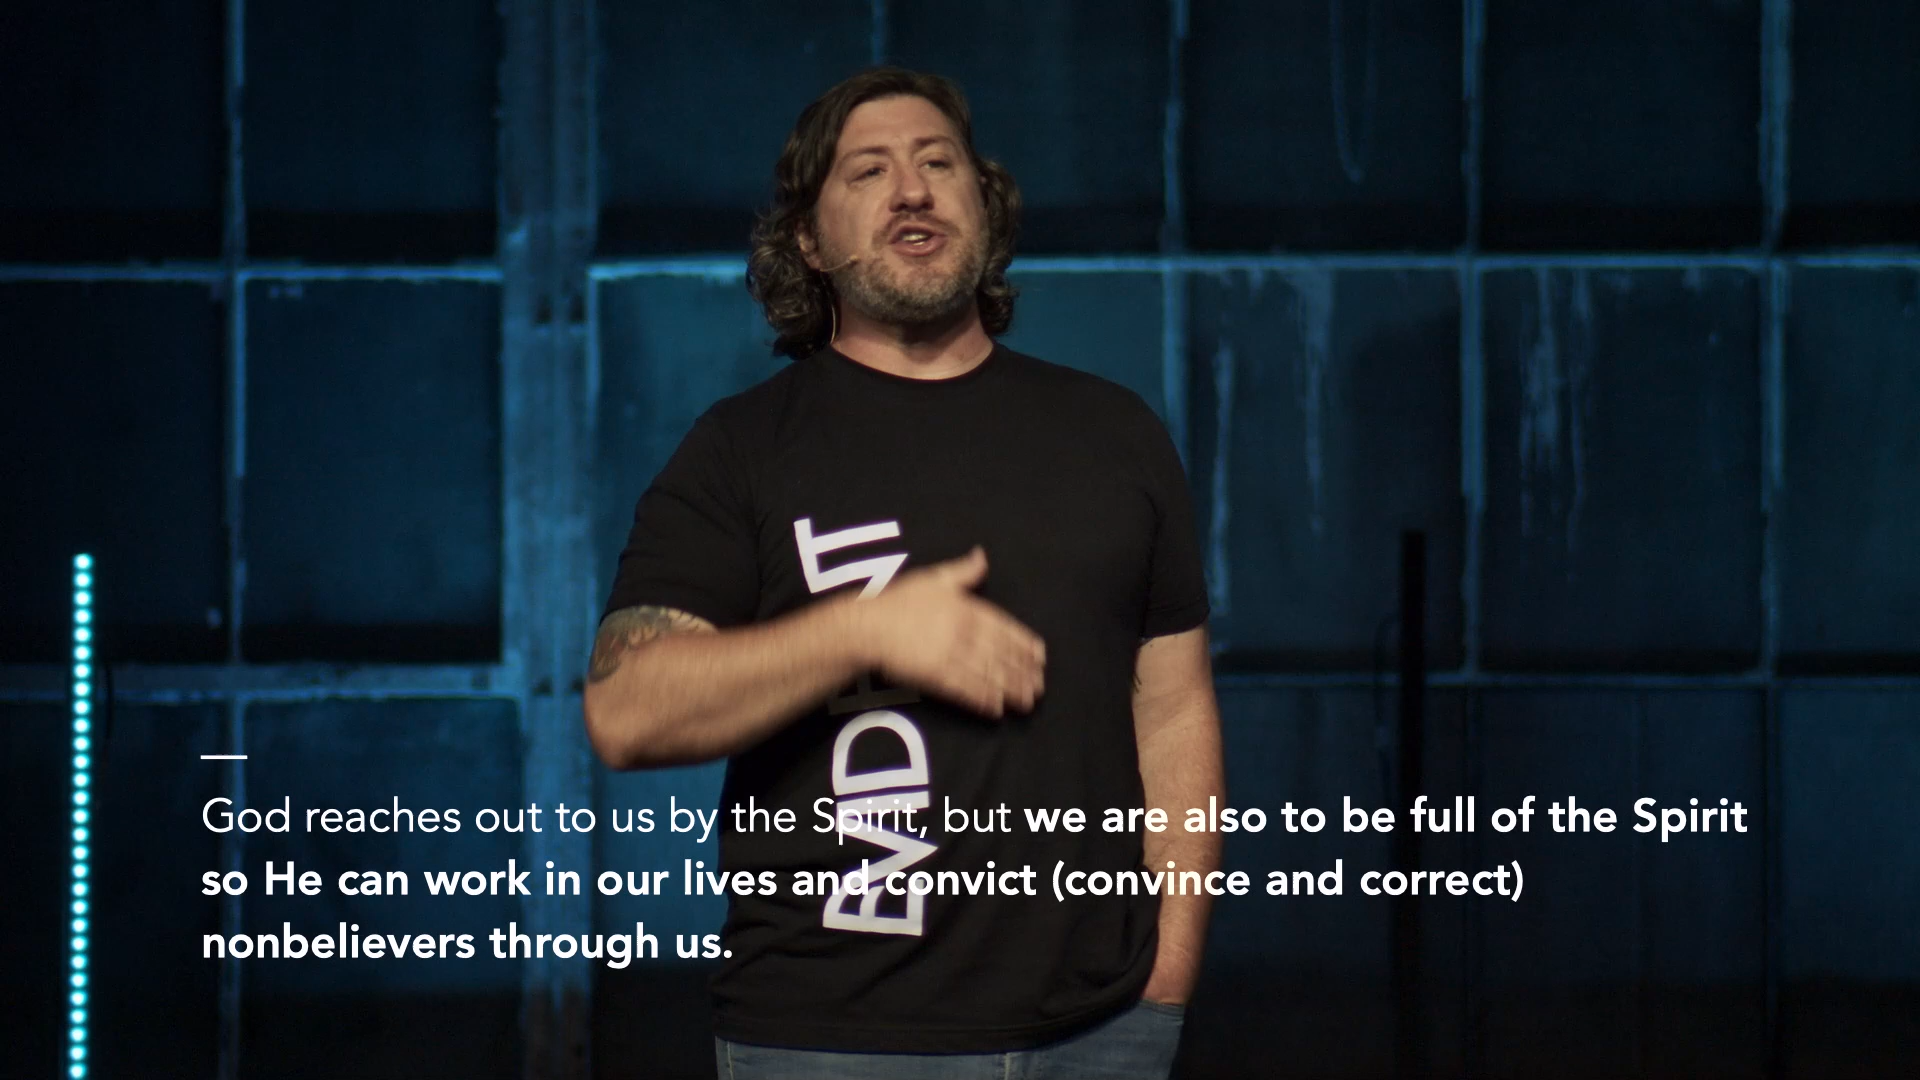 God reaches out to us by the Spirit, but we are also to be full of the Spirit
so He can work in our lives and convict (convince and correct)
nonbelievers through us.